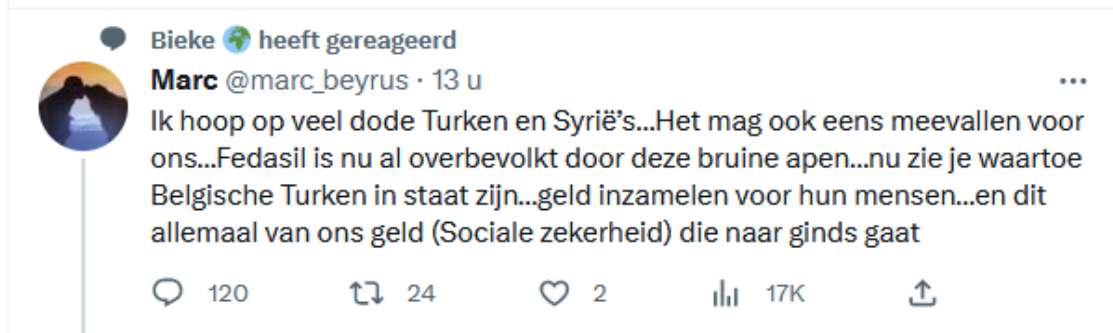 Bieke 🌍 heeft gereageerd
Marc @marc_beyrus · 13 u
Ik hoop op veel dode Turken en Syrië's...Het mag ook eens meevallen voor
ons...Fedasil is nu al overbevolkt door deze bruine apen...nu zie je waartoe
Belgische Turken in staat zijn...geld inzamelen voor hun mensen...en dit
allemaal van ons geld (Sociale zekerheid) die naar ginds gaat
120 24 2 17K